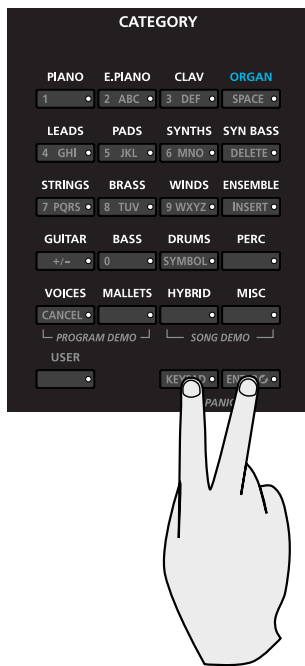 CATEGORY
PIANO E.PIANO CLAV ORGAN
1 2 ABC 3 DEF SPACE
LEADS PADS SYNTHS SYN BASS
4 GHI 5 JKL 6 MNO DELETE
STRINGS BRASS WINDS ENSEMBLE
7 PQRS 8 TUV 9 WXYZ INSERT
GUITAR BASS DRUMS PERC
+/− 0 SYMBOL
VOICES MALLETS HYBRID MISC
CANCEL
PROGRAM DEMO SONG DEMO
USER
KEYPAD
PANIC